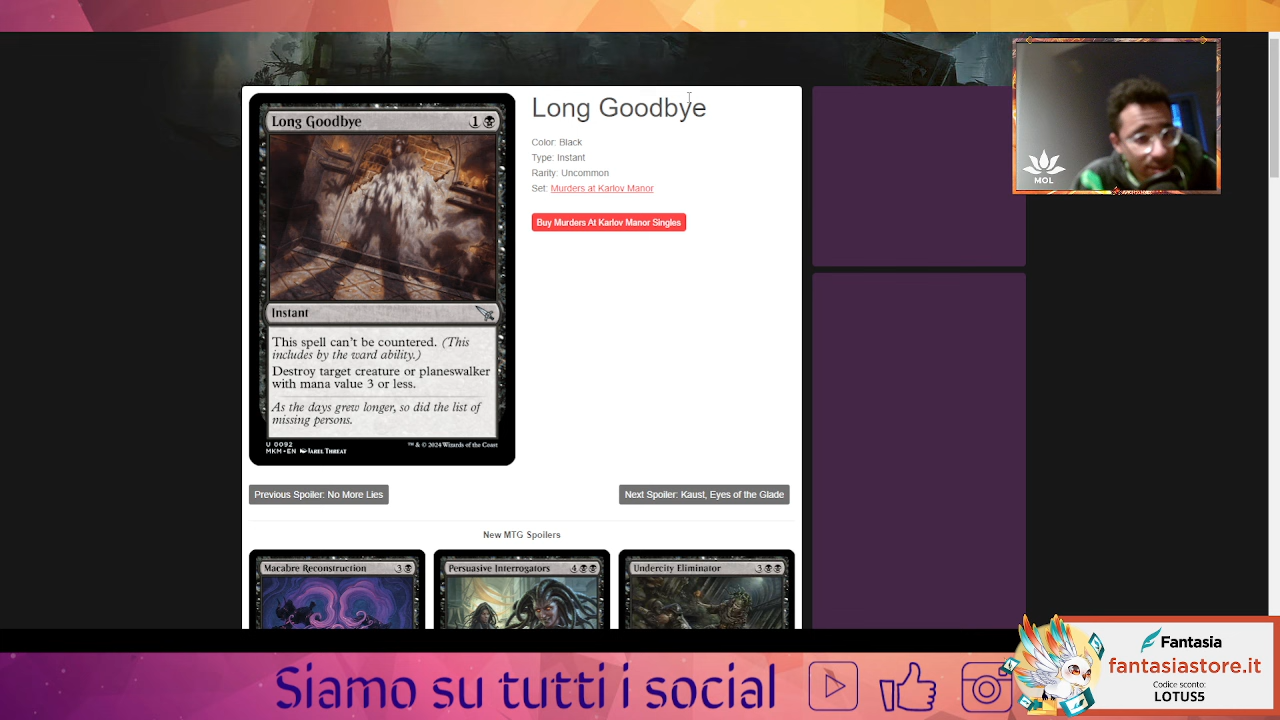 Long Goodbye 1
Instant
This spell can't be countered. (This
includes by the ward ability.)
Destroy target creature or planeswalker
with mana value 3 or less.
As the days grew longer, so did the list of
missing persons.
U 0092
MKM • EN JAREL THREAT
™ & © 2024 Wizards of the Coast
Long Goodbye
Color: Black
Type: Instant
Rarity: Uncommon
Set: Murders at Karlov Manor
Buy Murders At Karlov Manor Singles
MOL
Previous Spoiler: No More Lies
Next Spoiler: Kaust, Eyes of the Glade
New MTG Spoilers
Macabre Reconstruction 3
Persuasive Interrogators 4
Undercity Eliminator 3
Siamo su tutti i social
Fantasia
fantasiastore.it
Codice sconto:
LOTUS5